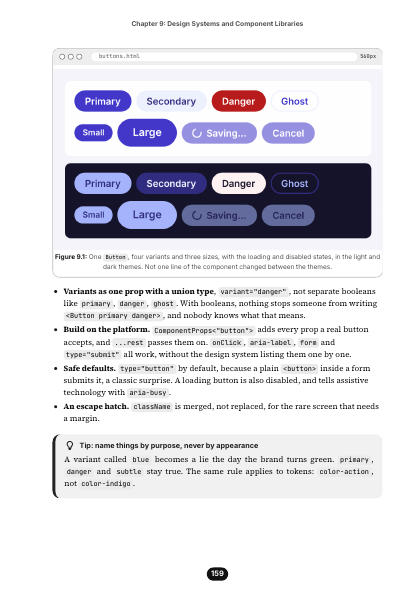 Chapter 9: Design Systems and Component Libraries
buttons.html
560px
Primary
Secondary
Danger
Ghost
Small
Large
Saving...
Cancel
Primary
Secondary
Danger
Ghost
Small
Large
Saving...
Cancel
Figure 9.1: One Button, four variants and three sizes, with the loading and disabled states, in the light and
dark themes. Not one line of the component changed between the themes.
• Variants as one prop with a union type, variant="danger", not separate booleans
like primary, danger, ghost. With booleans, nothing stops someone from writing
<Button primary danger>, and nobody knows what that means.
• Build on the platform. ComponentProps<"button"> adds every prop a real button
accepts, and ...rest passes them on. onClick, aria-label, form and
type="submit" all work, without the design system listing them one by one.
• Safe defaults. type="button" by default, because a plain <button> inside a form
submits it, a classic surprise. A loading button is also disabled, and tells assistive
technology with aria-busy.
• An escape hatch. className is merged, not replaced, for the rare screen that needs
a margin.
Tip: name things by purpose, never by appearance
A variant called blue becomes a lie the day the brand turns green. primary,
danger and subtle stay true. The same rule applies to tokens: color-action,
not color-indigo.
159